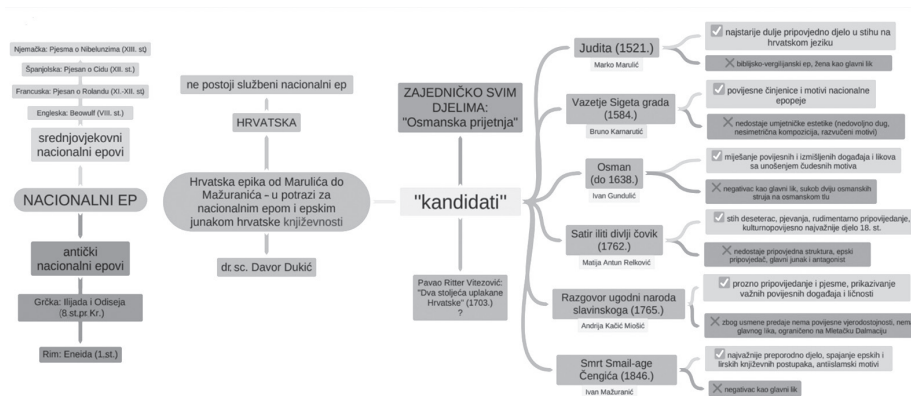 Njemačka: Pjesma o Nibelunzima (XIII. st)
Španjolska: Pjesan o Cidu (XII. st.)
Francuska: Pjesan o Rolandu (XI.-XII. st)
Engleska: Beowulf (VIII. st.)
srednjovjekovni
nacionalni epovi
NACIONALNI EP
antički
nacionalni epovi
Grčka: Ilijada i Odiseja
(8.st.pr. Kr.)
Rim: Eneida (1.st.)
ne postoji službeni nacionalni ep
HRVATSKA
Hrvatska epika od Marulića do
Mažuranića - u potrazi za
nacionalnim epom i epskim
junakom hrvatske književnosti
dr. sc. Davor Dukić
ZAJEDNIČKO SVIM
DJELIMA:
"Osmanska prijetnja"
"kandidati"
Pavao Ritter Vitezović:
"Dva stoljeća uplakane
Hrvatske" (1703.)
?
Judita (1521.)
Marko Marulić
najstarije dulje pripovjedno djelo u stihu na
hrvatskom jeziku
biblijsko-vergilijanski ep, žena kao glavni lik
Vazetje Sigeta grada
(1584.)
Bruno Karnarutić
povijesne činjenice i motivi nacionalne
epopeje
nedostaje umjetničke estetike (nedovoljno dug,
nesimetrična kompozicija, razvučeni motivi)
Osman
(do 1638.)
Ivan Gundulić
miješanje povijesnih i izmišljenih događaja i likova
sa unošenjem čudesnih motiva
negativac kao glavni lik, sukob dviju osmanskih
struja na osmanskom tlu
Satir iliti divlji čovik
(1762.)
Matija Antun Relković
stih deseterac, pjevanja, rudimentarno pripovijedanje,
kulturnopovijesno najvažnije djelo 18. st.
nedostaje pripovjedna struktura, epski
pripovjedač, glavni junak i antagonist
Razgovor ugodni naroda
slavinskoga (1765.)
Andrija Kačić Miošić
prozno pripovijedanje i pjesme, prikazivanje
važnih povijesnih događaja i ličnosti
zbog usmene predaje nema povijesne vjerodostojnosti, nema
glavnog lika, ograničeno na Mletačku Dalmaciju
Smrt Smail-age
Čengića (1846.)
Ivan Mažuranić
najvažnije preporodno djelo, spajanje epskih i
lirskih književnih postupaka, antiislamski motivi
negativac kao glavni lik